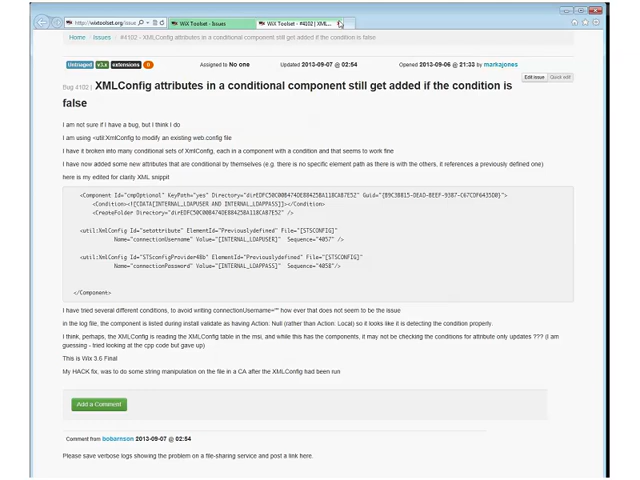 http://wixtoolset.org/issue
WiX Toolset - Issues
WiX Toolset - #4102 | XML...
Home
Issues
#4102 - XMLConfig attributes in a conditional component still get added if the condition is false
Untriaged v3.x extensions 0
Assigned to No one
Updated 2013-09-07 @ 02:54
Opened 2013-09-06 @ 21:33 by markajones
Bug 4102 | XMLConfig attributes in a conditional component still get added if the condition is
false
Edit issue Quick edit
I am not sure if I have a bug, but I think I do
I am using <util:XmlConfig to modify an existing web.config file
I have it broken into many conditional sets of XmlConfig, each in a component with a condition and that seems to work fine
I have now added some new attributes that are conditional by themselves (e.g. there is no specific element path as there is with the others, it references a previously defined one)
here is my edited for clarity XML snippit
<Component Id="cmpOptional" KeyPath="yes"
<Condition><![CDATA[INTERNAL_LDAPUSER AND INTERNAL_LDAPPASS]]></Condition>
<CreateFolder
<util:XmlConfig Id="setattribute" ElementId="Previouslydefined" File="[STSCONFIG]"
Name="connectionUsername" Value="[INTERNAL_LDAPUSER]" Sequence="4057" />
<util:XmlConfig Id="STSconfigProvider48b" ElementId="Previouslydefined" File="[STSCONFIG]"
Name="connectionPassword" Value="[INTERNAL_LDAPPASS]" Sequence="4058"/>
</Component>
I have tried several different conditions, to avoid writing connectionUsername="" how ever that does not seem to be the issue
in the log file, the component is listed during install validate as having Action: Null (rather than Action: Local) so it looks like it is detecting the condition properly.
I think, perhaps, the XMLConfig is reading the XMLConfig table in the msi, and while this has the components, it may not be checking the conditions for attribute only updates ??? (I am
guessing - tried looking at the cpp code but gave up)
This is Wix 3.6 Final
My HACK fix, was to do some string manipulation on the file in a CA after the XMLConfig had been run
Add a Comment
Comment from bobarnson 2013-09-07 @ 02:54
Please save verbose logs showing the problem on a file-sharing service and post a link here.